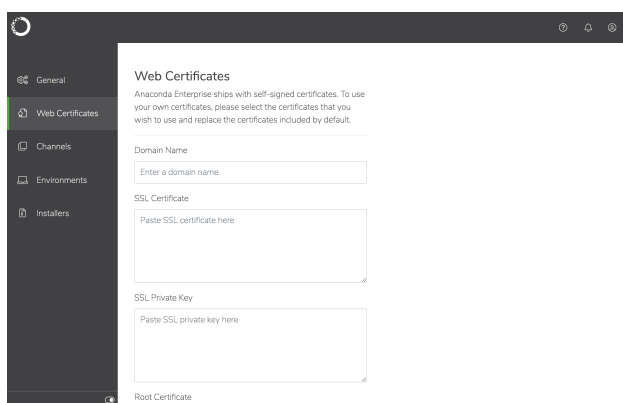 General
Web Certificates
Channels
Environments
Installers
Web Certificates
Anaconda Enterprise ships with self-signed certificates. To use
your own certificates, please select the certificates that you
wish to use and replace the certificates included by default.
Domain Name
Enter a domain name
SSL Certificate
Paste SSL certificate here
SSL Private Key
Paste SSL private key here
Root Certificate